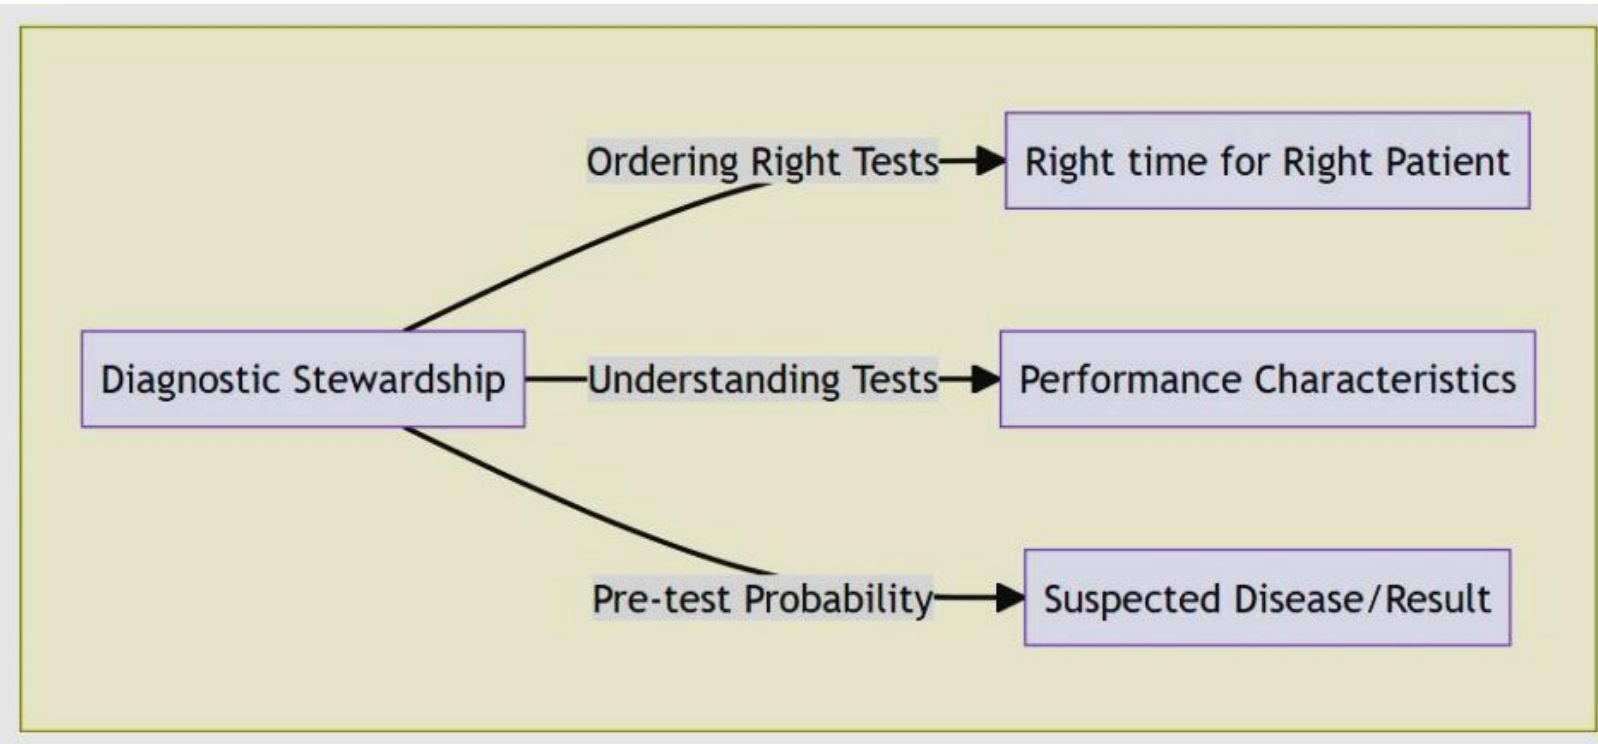 Ordering Right Tests
Right time for Right Patient
Diagnostic Stewardship
Understanding Tests
Performance Characteristics
Pre-test Probability
Suspected Disease/Result